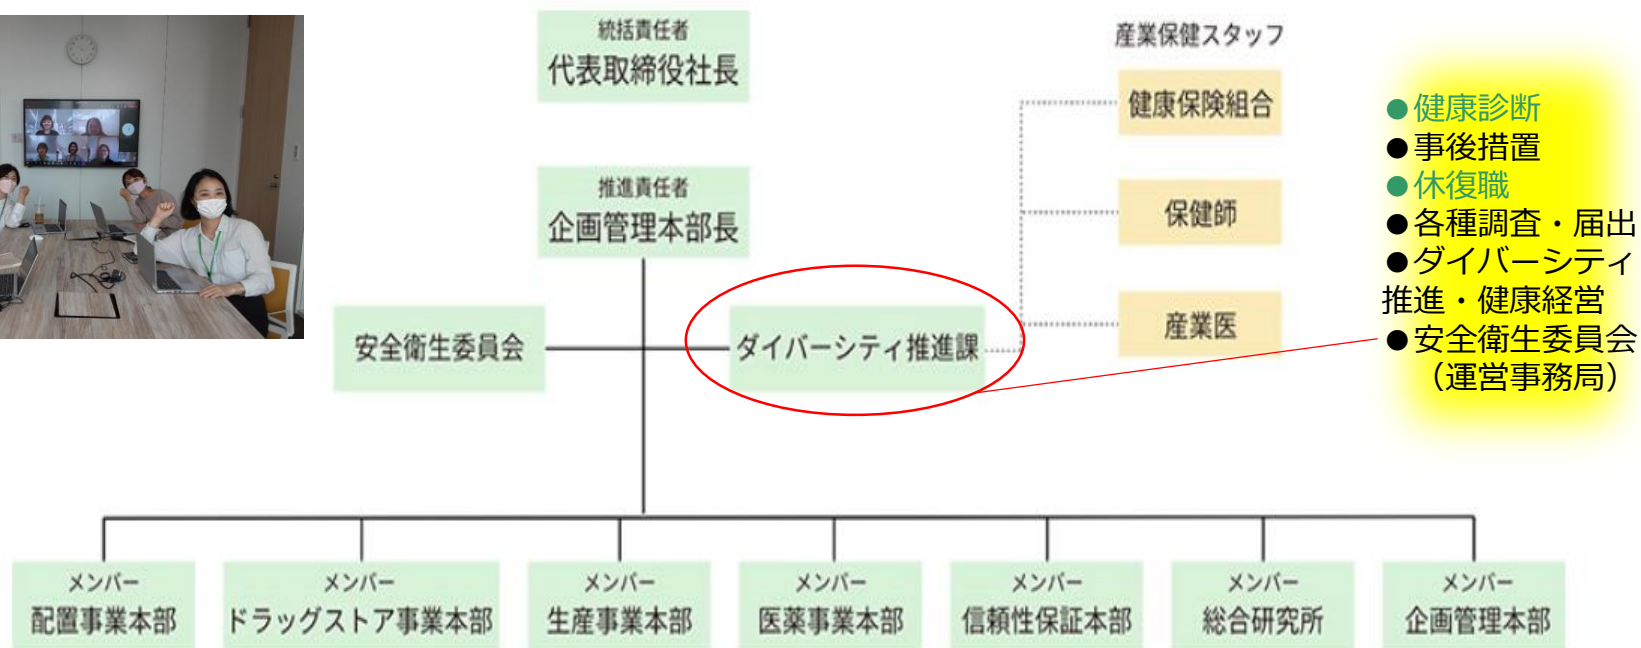 統括責任者
代表取締役社長
推進責任者
企画管理本部長
安全衛生委員会
ダイバーシティ推進課
産業保健スタッフ
健康保険組合
保健師
産業医
●健康診断
●事後措置
●休復職
●各種調査・届出
●ダイバーシティ
推進・健康経営
●安全衛生委員会
（運営事務局）
メンバー
配置事業本部
メンバー
ドラッグストア事業本部
メンバー
生産事業本部
メンバー
医薬事業本部
メンバー
信頼性保証本部
メンバー
総合研究所
メンバー
企画管理本部